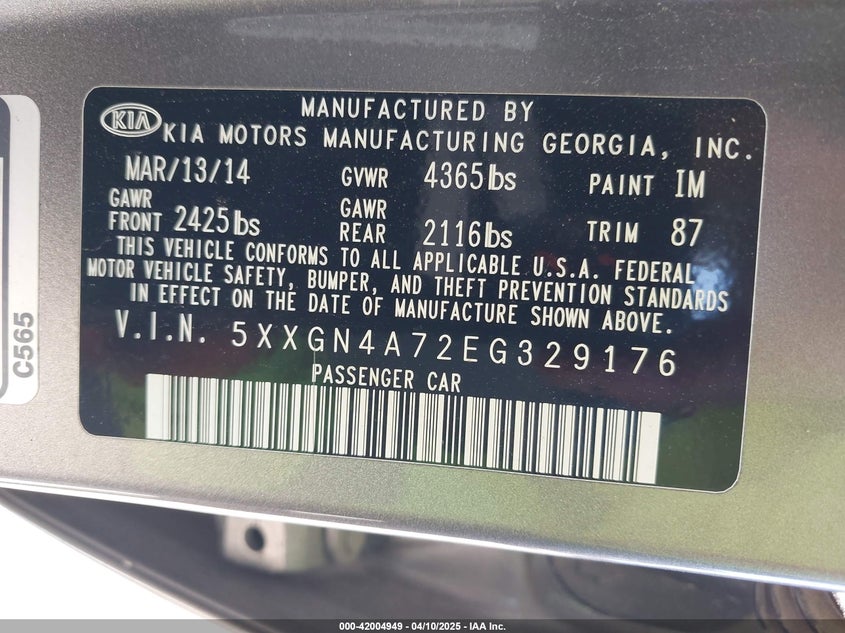 MANUFACTURED BY
KIA KIA MOTORS MANUFACTURING GEORGIA, INC.
MAR/13/14 GVWR 4365lbs PAINT IM
GAWR FRONT 2425lbs GAWR REAR 2116lbs TRIM 87
THIS VEHICLE CONFORMS TO ALL APPLICABLE U.S.A. FEDERAL
MOTOR VEHICLE SAFETY, BUMPER, AND THEFT PREVENTION STANDARDS
IN EFFECT ON THE DATE OF MANUFACTURE SHOWN ABOVE.
V.I.N. 5XXGN4A72EG329176
PASSENGER CAR
C565
000-42004949 - 04/10/2025 - IAA Inc.